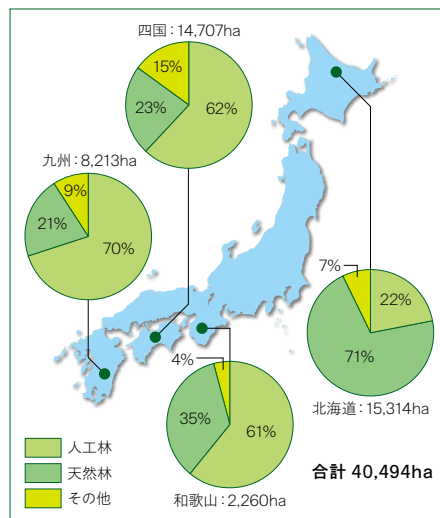 四国：14,707ha
15%
23%
62%
九州：8,213ha
9%
21%
70%
7%
22%
71%
北海道：15,314ha
4%
35%
61%
和歌山：2,260ha
人工林
天然林
その他
合計 40,494ha